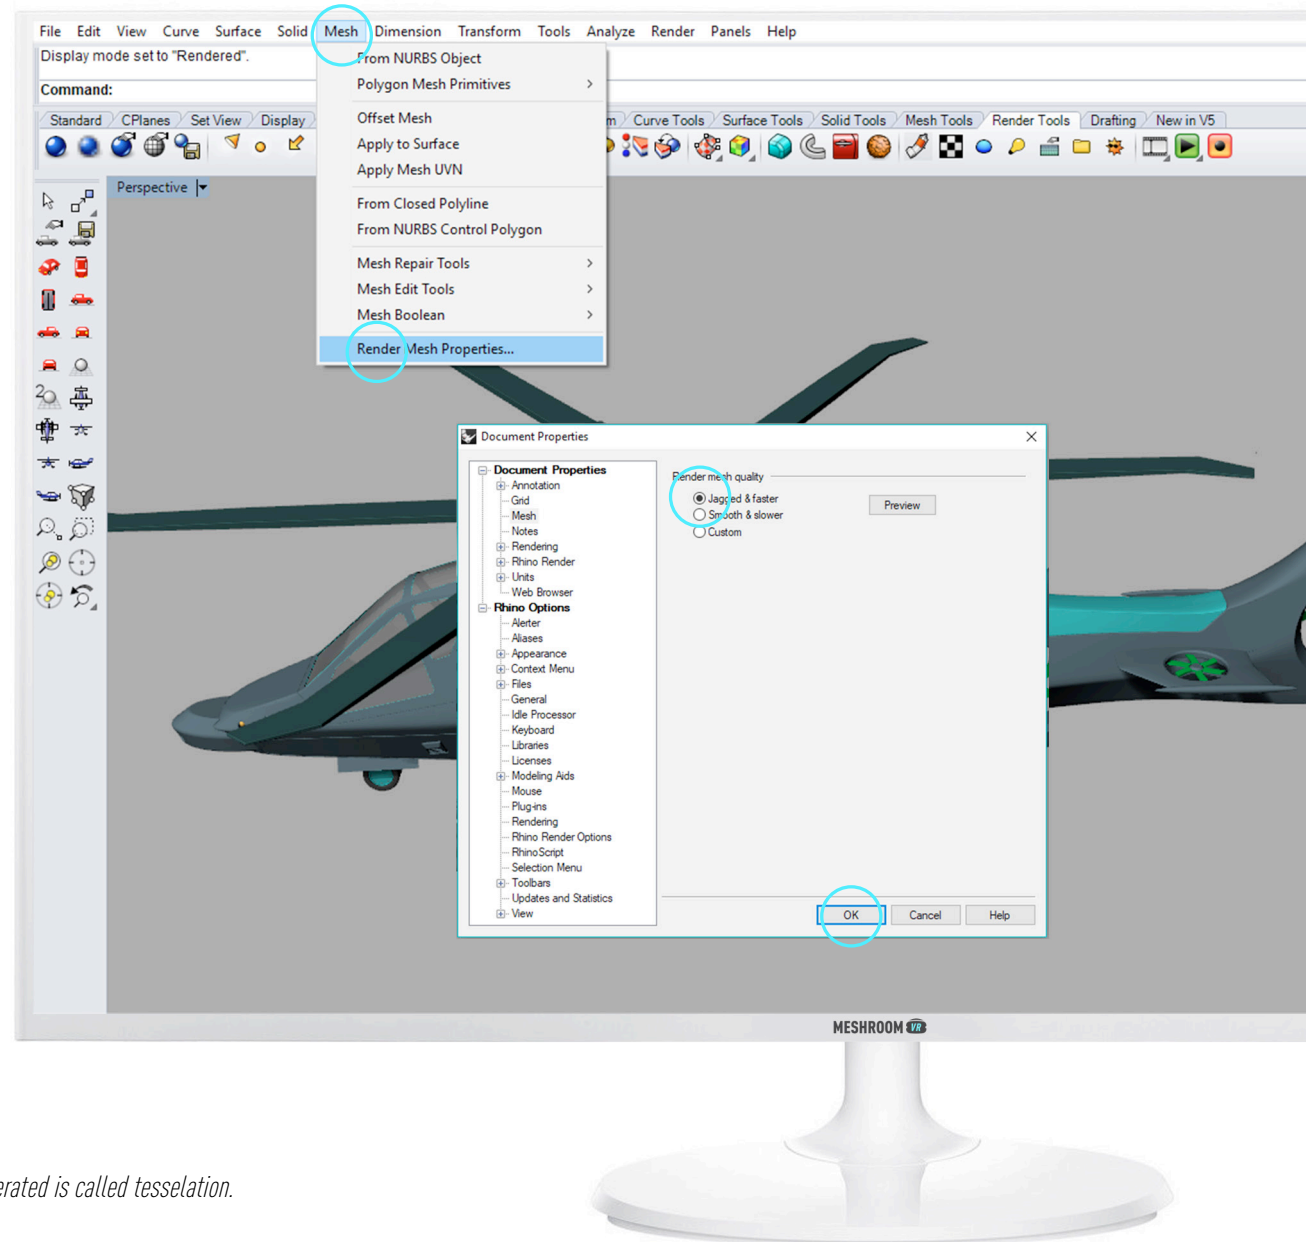 File Edit View Curve Surface Solid Mesh Dimension Transform Tools Analyze Render Panels Help
Display mode set to "Rendered".
Command:
Standard CPlanes Set View Display Curve Tools Surface Tools Solid Tools Mesh Tools Render Tools Drafting New in V5
From NURBS Object
Polygon Mesh Primitives
Offset Mesh
Apply to Surface
Apply Mesh UVN
From Closed Polyline
From NURBS Control Polygon
Mesh Repair Tools
Mesh Edit Tools
Mesh Boolean
Render Mesh Properties...
Perspective
2
Document Properties
Document Properties
Annotation
Grid
Mesh
Notes
Rendering
Rhino Render
Units
Web Browser
Rhino Options
Alerter
Aliases
Appearance
Context Menu
Files
General
Idle Processor
Keyboard
Libraries
Licenses
Modeling Aids
Mouse
Plug-ins
Rendering
Rhino Render Options
RhinoScript
Selection Menu
Toolbars
Updates and Statistics
View
Render mesh quality
Jagged & faster
Smooth & slower
Custom
Preview
OK Cancel Help
MESHROOM VR
erated is called tesselation.